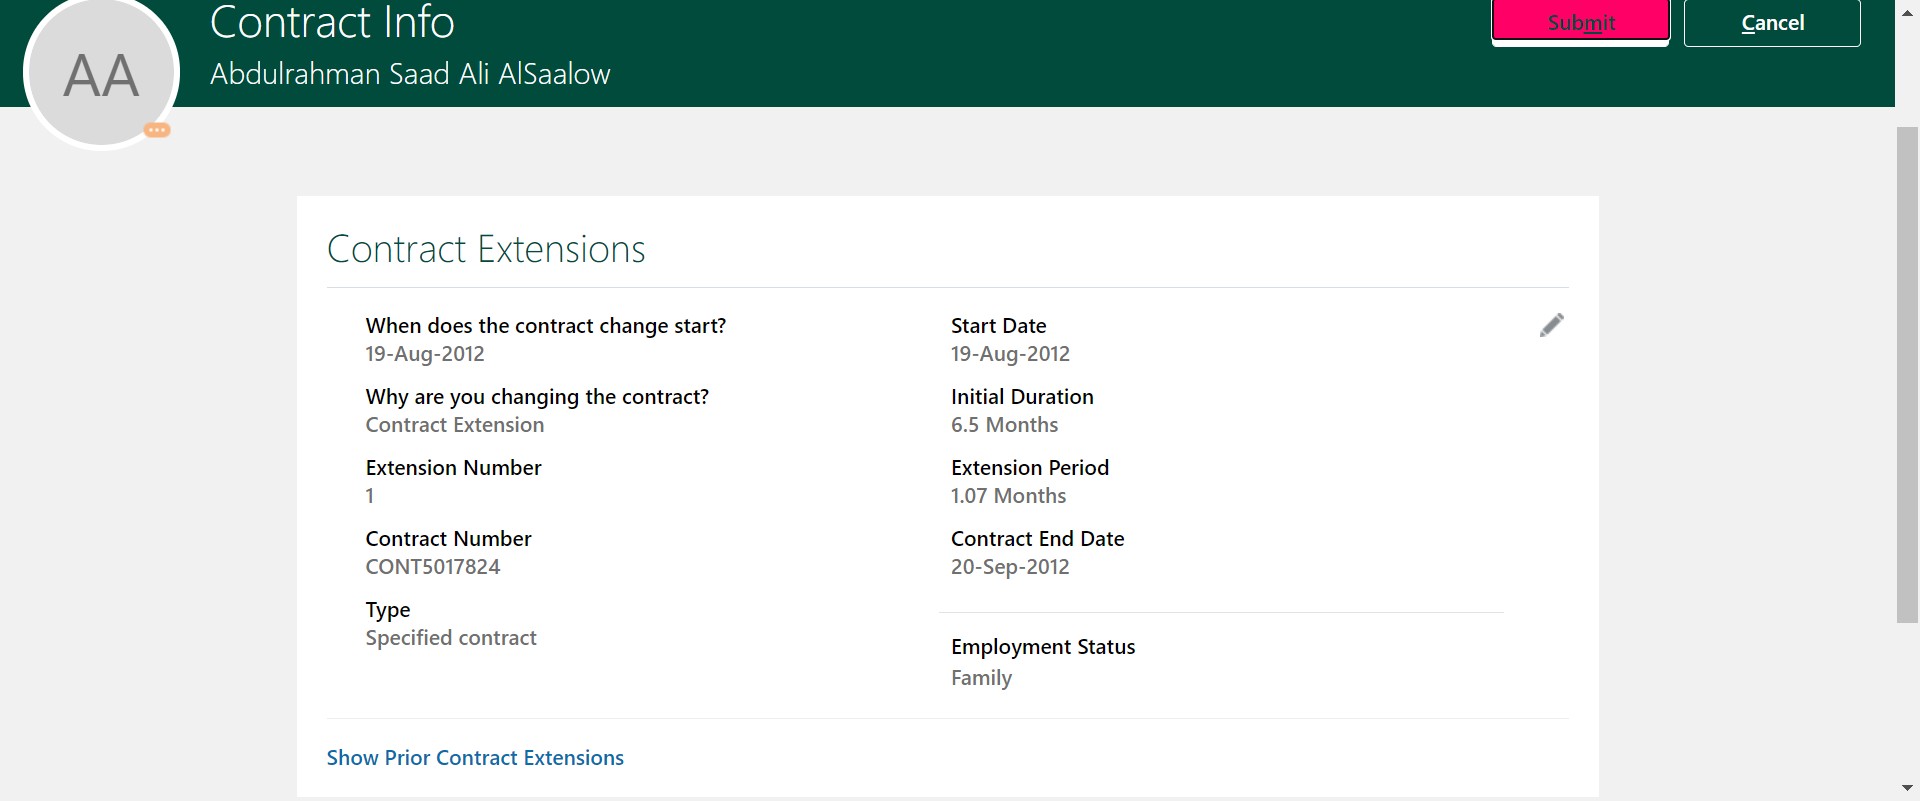 AA
Contract Info
Abdulrahman Saad Ali AlSaalow
Submit
Cancel
Contract Extensions
When does the contract change start?
19-Aug-2012
Why are you changing the contract?
Contract Extension
Extension Number
1
Contract Number
CONT5017824
Type
Specified contract
Start Date
19-Aug-2012
Initial Duration
6.5 Months
Extension Period
1.07 Months
Contract End Date
20-Sep-2012
Employment Status
Family
Show Prior Contract Extensions